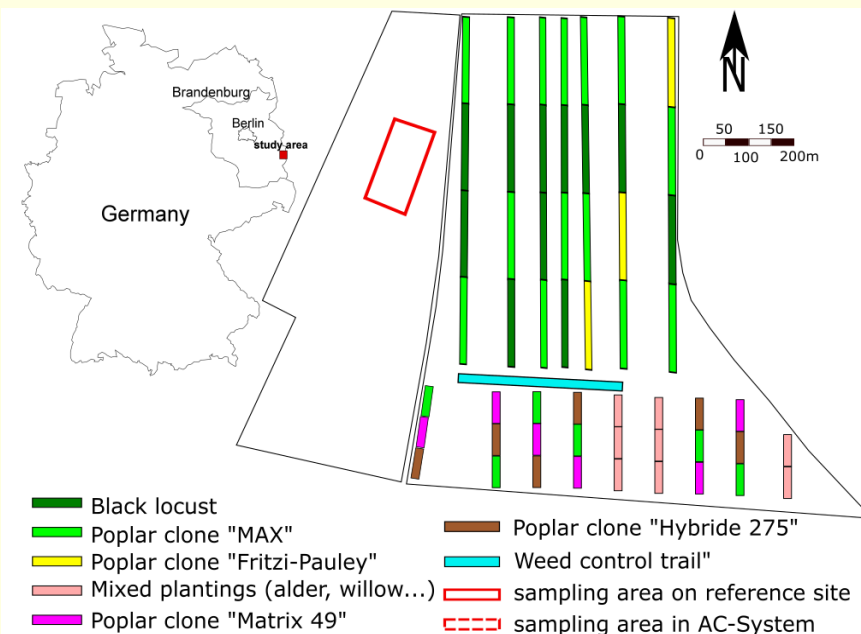 Brandenburg
Berlin
study area
Germany
N
50 150
0 100 200m
Black locust
Poplar clone "MAX"
Poplar clone "Fritzi-Pauley"
Mixed plantings (alder, willow...)
Poplar clone "Matrix 49"
Poplar clone "Hybride 275"
Weed control trail"
sampling area on reference site
sampling area in AC-System